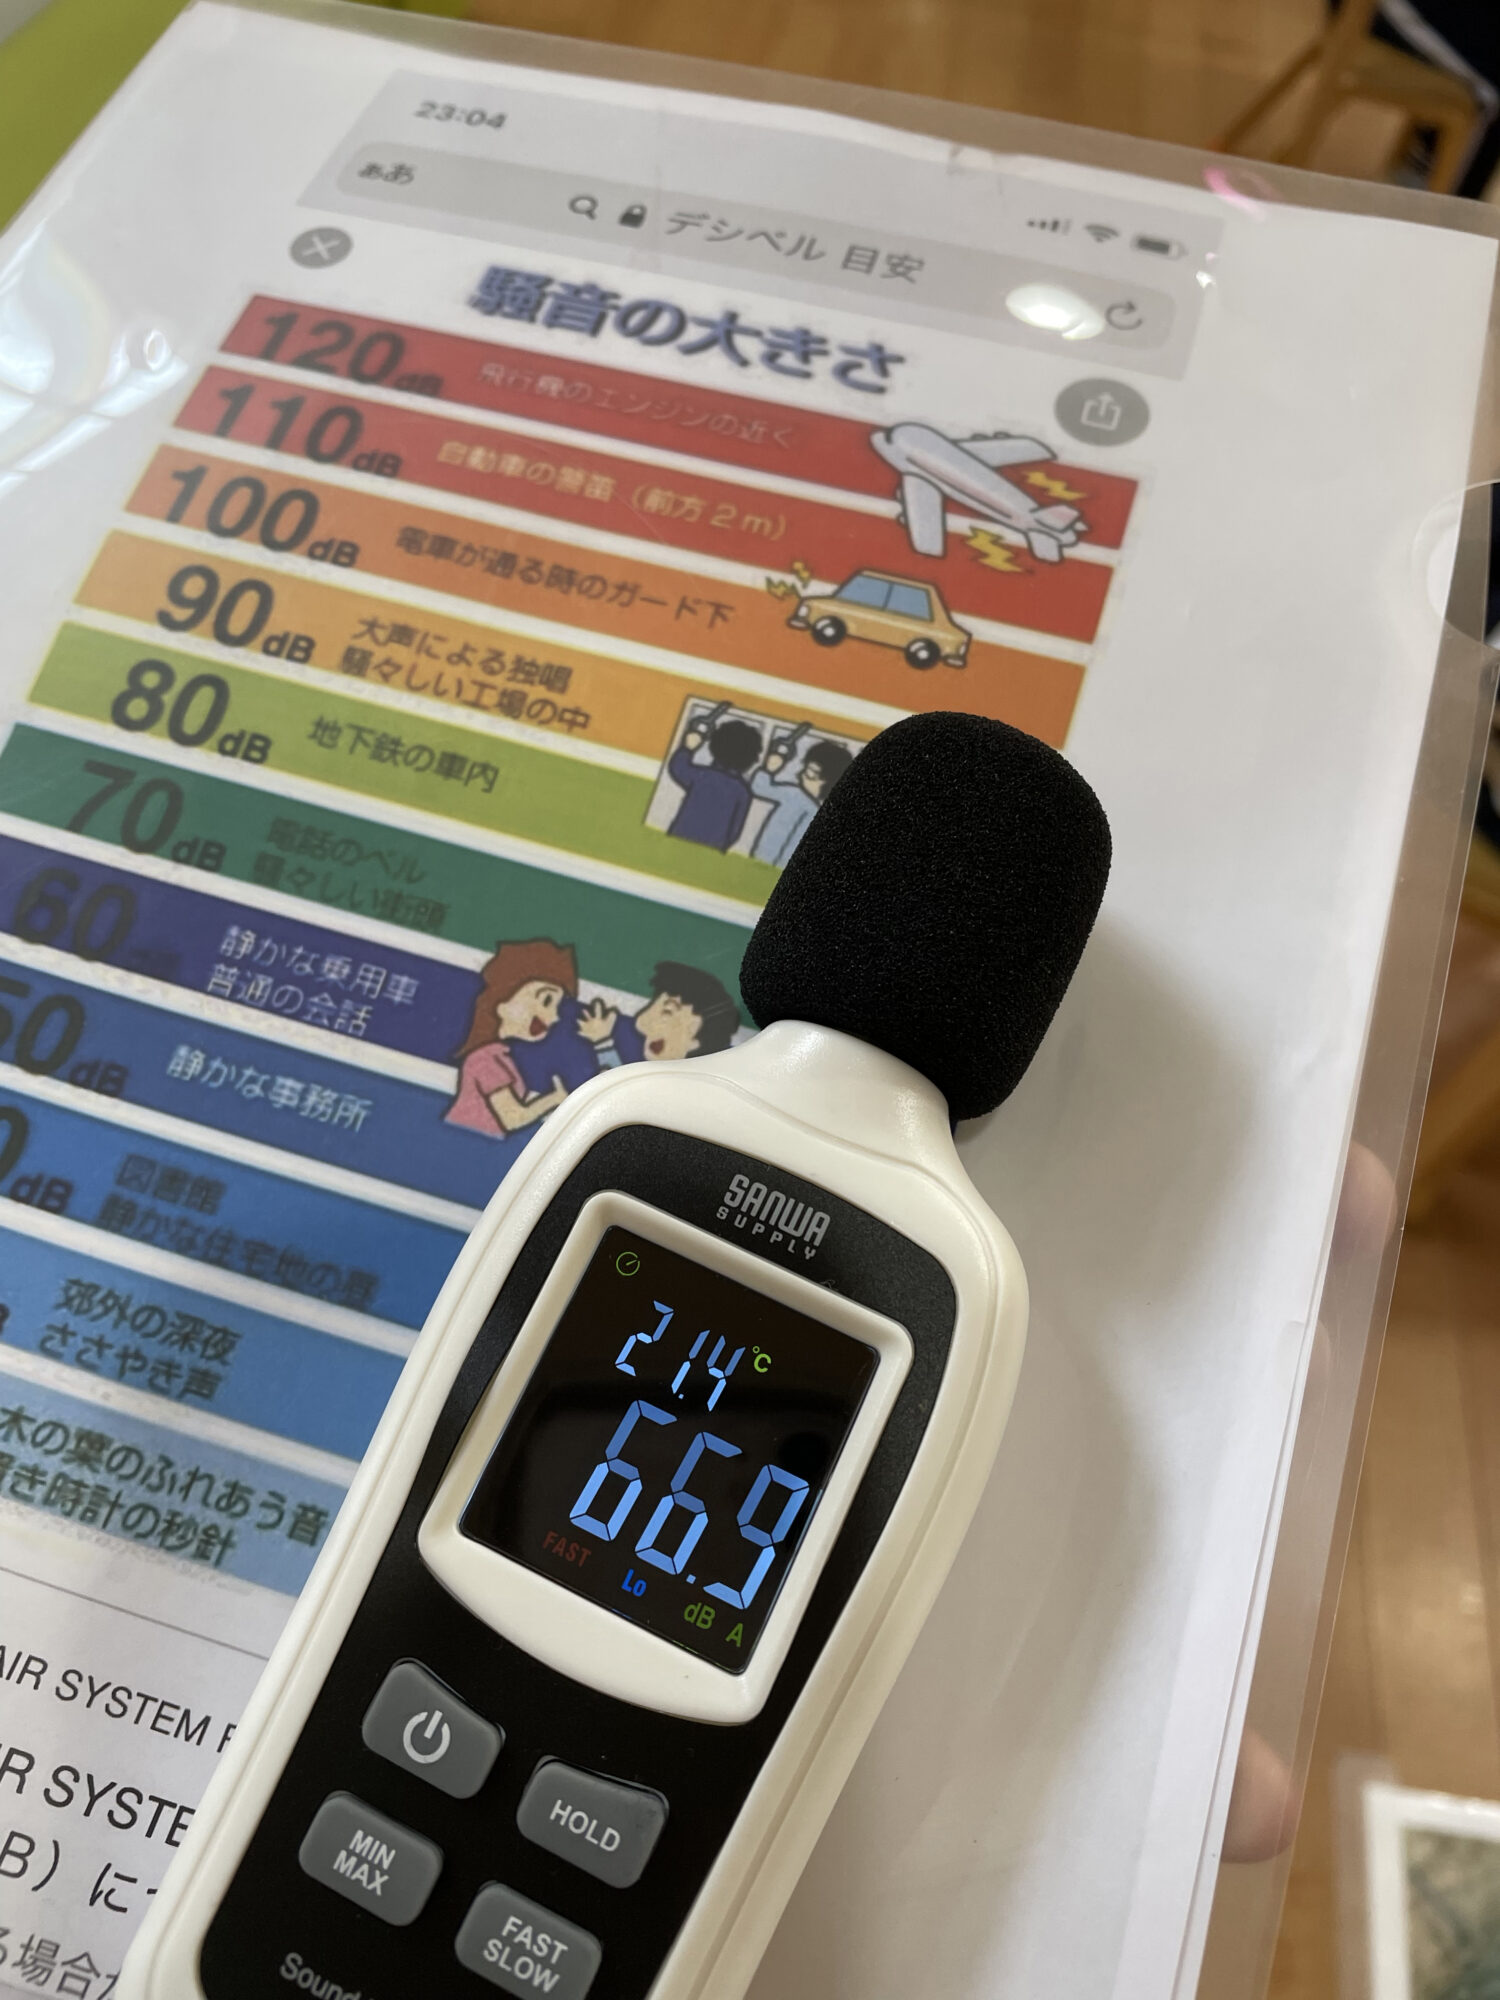 23:04
ああ
デシベル 目安
騒音の大きさ
120dB 飛行機のエンジンの近く
110dB 自動車の警笛（前方2m）
100dB 電車が通る時のガード下
90dB 大声による独唱
騒々しい工場の中
80dB 地下鉄の車内
70dB 電話のベル
騒々しい街頭
60 静かな乗用車
普通の会話
50dB 静かな事務所
0dB 図書館
静かな住宅地の昼
郊外の深夜
ささやき声
木の葉のふれあう音
き時計の秒針
AIR SYSTEM
IR SYSTE
B）に
る場合
SANWA
SUPPLY
21.4 °C
66.9
FAST
Lo
dB A
HOLD
MIN
MAX
FAST
SLOW
Sound